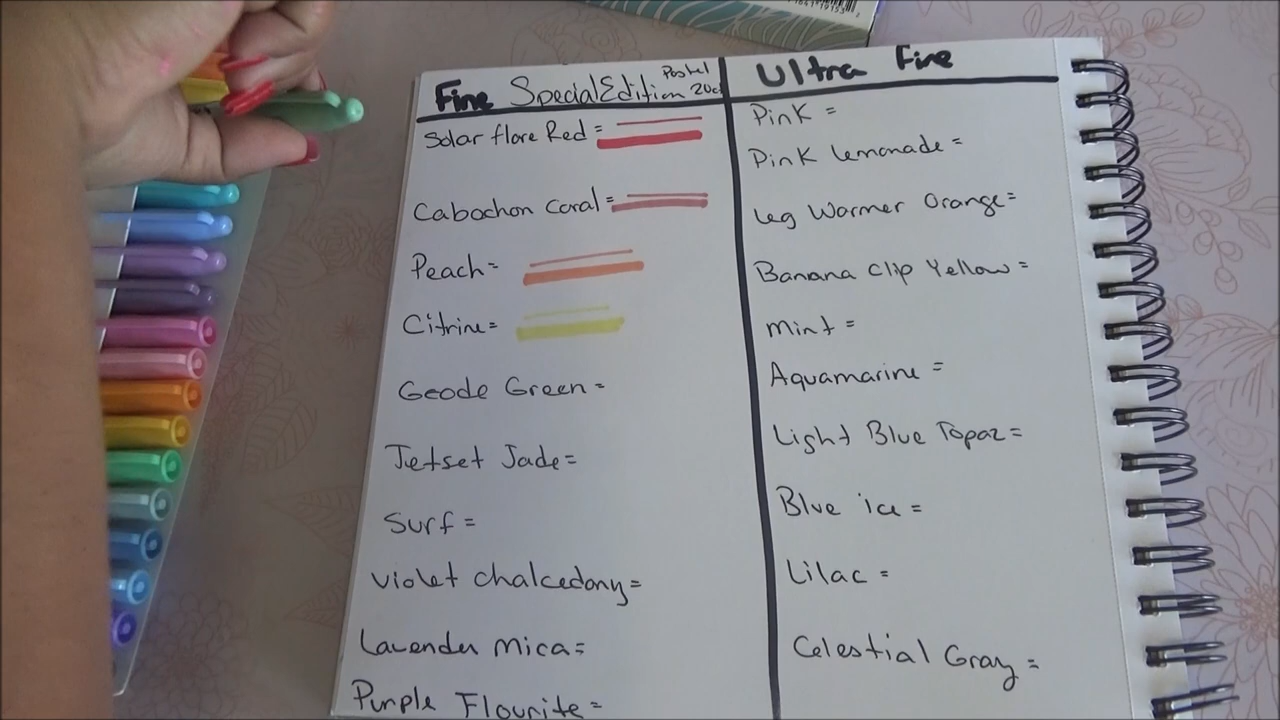 Fine Special Edition Pastel 20ct
Solar flare Red =
Cabochon Coral =
Peach =
Citrine =
Geode Green =
Jetset Jade =
Surf =
Violet Chalcedony =
Lavender Mica =
Purple Flourite =
Ultra Fine
Pink =
Pink Lemonade =
Leg Warmer Orange =
Banana Clip Yellow =
Mint =
Aquamarine =
Light Blue Topaz =
Blue ice =
Lilac =
Celestial Gray =